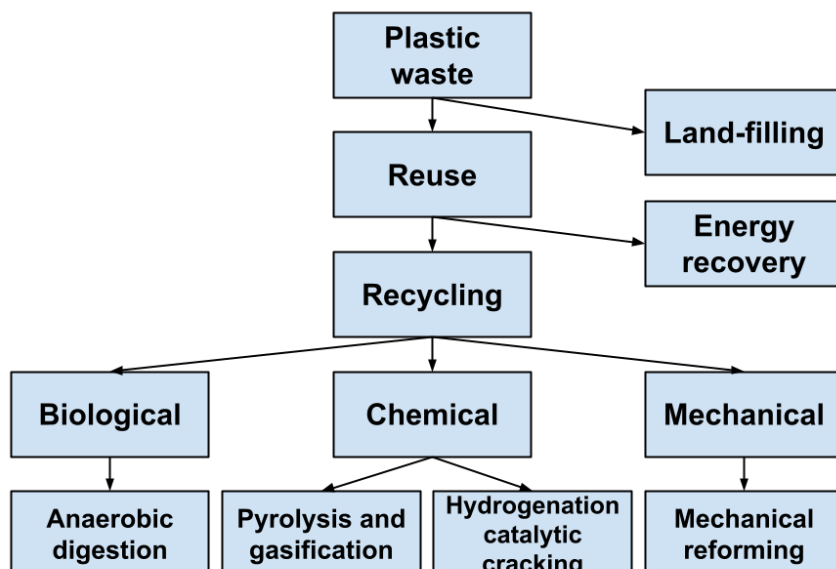 Plastic
waste
Land-filling
Reuse
Energy
recovery
Recycling
Biological
Chemical
Mechanical
Anaerobic
digestion
Pyrolysis and
gasification
Hydrogenation
catalytic
cracking
Mechanical
reforming